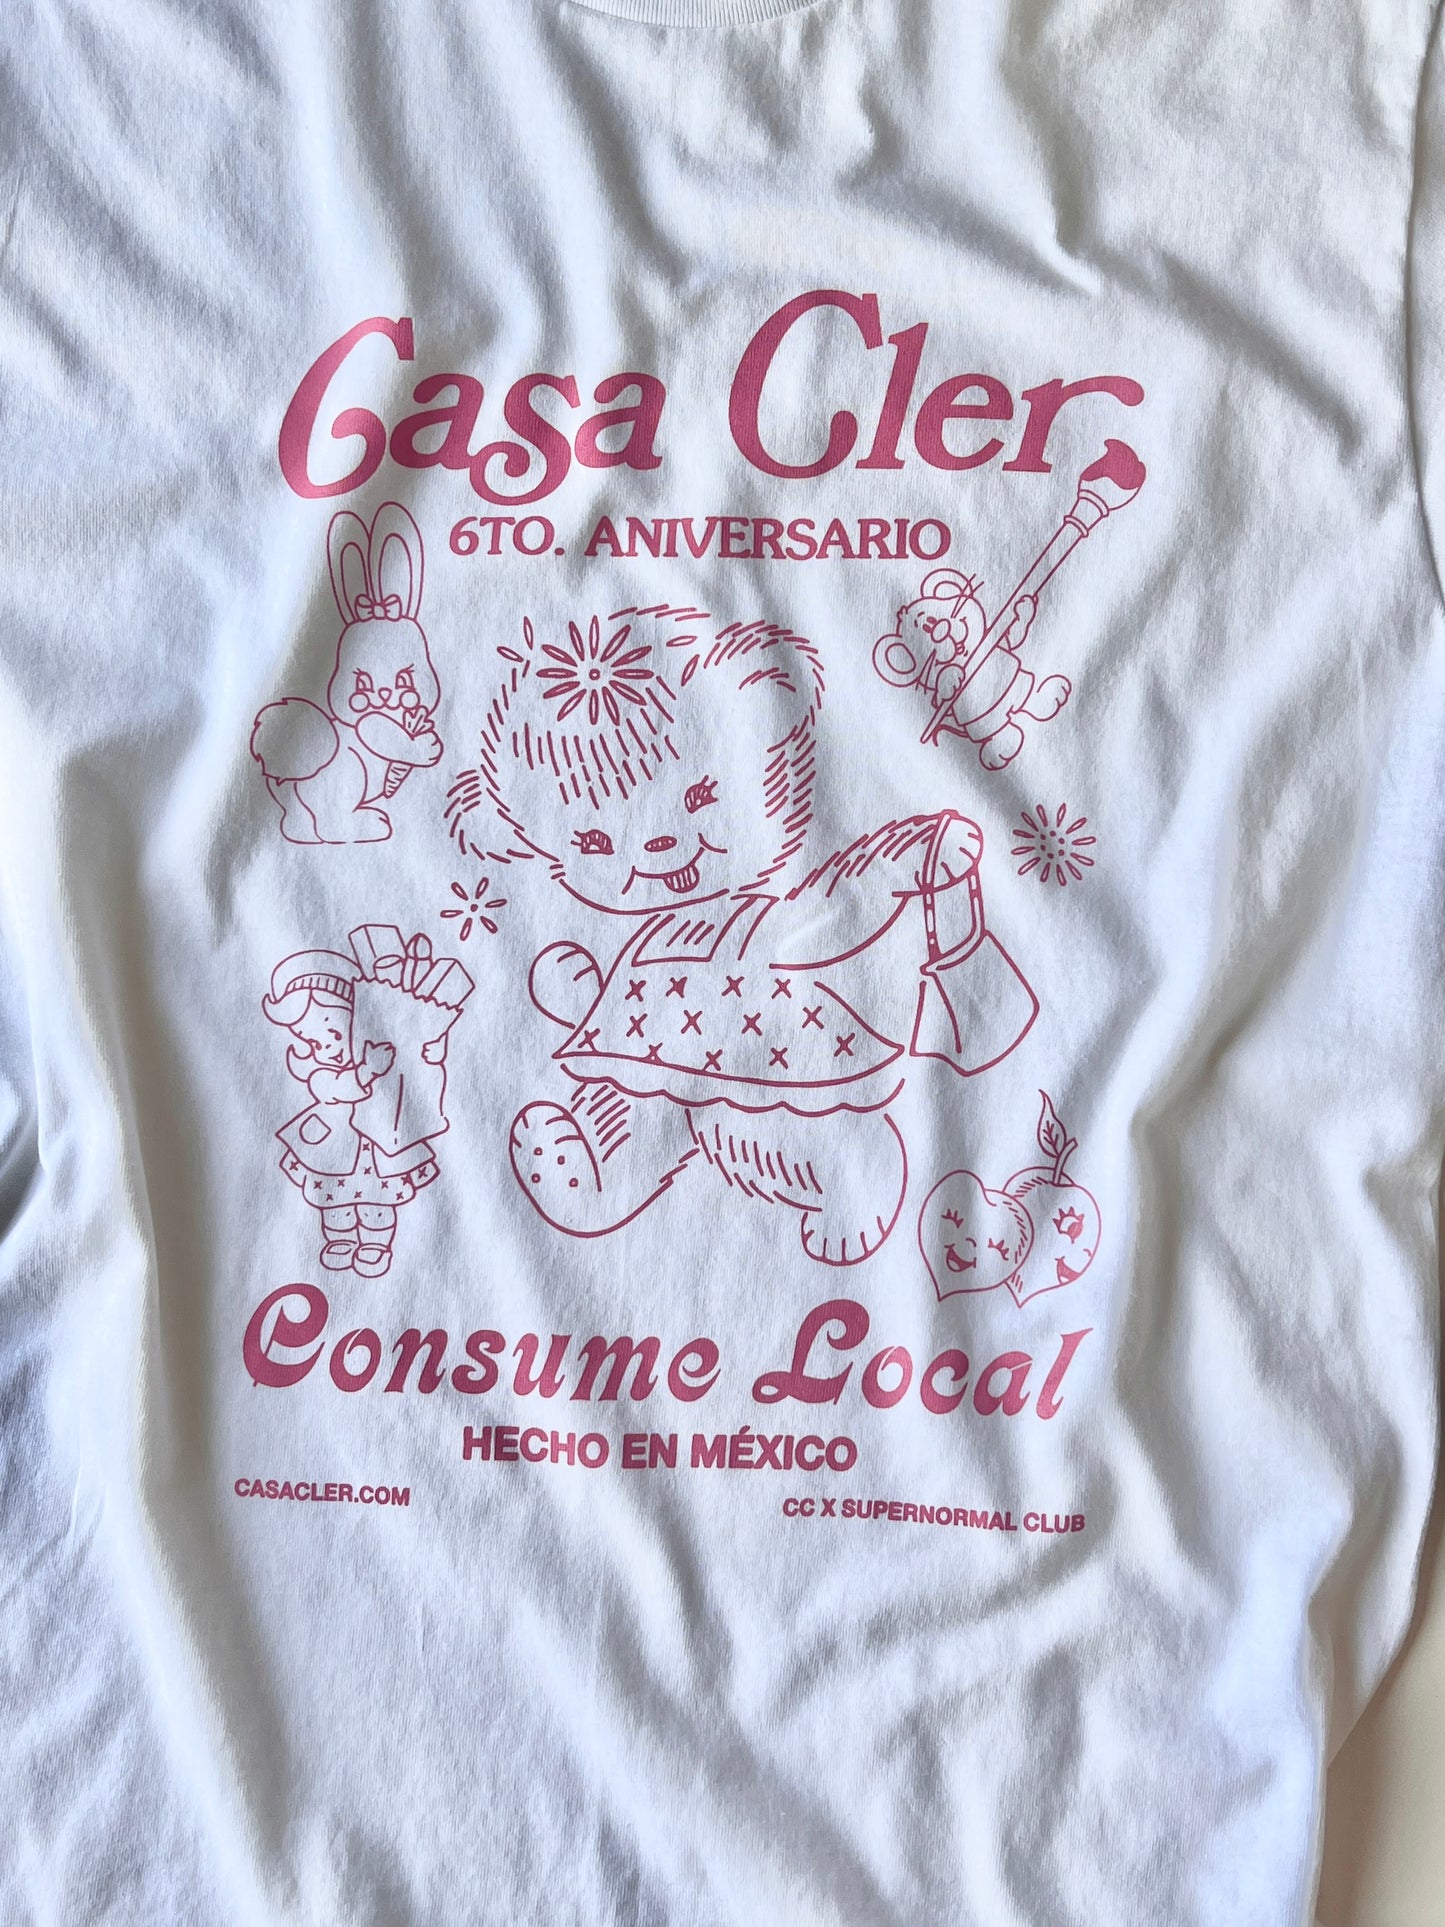 Casa Cler
6TO. ANIVERSARIO
Consume Local
HECHO EN MÉXICO
CASACLER.COM
CC X SUPERNORMAL CLUB